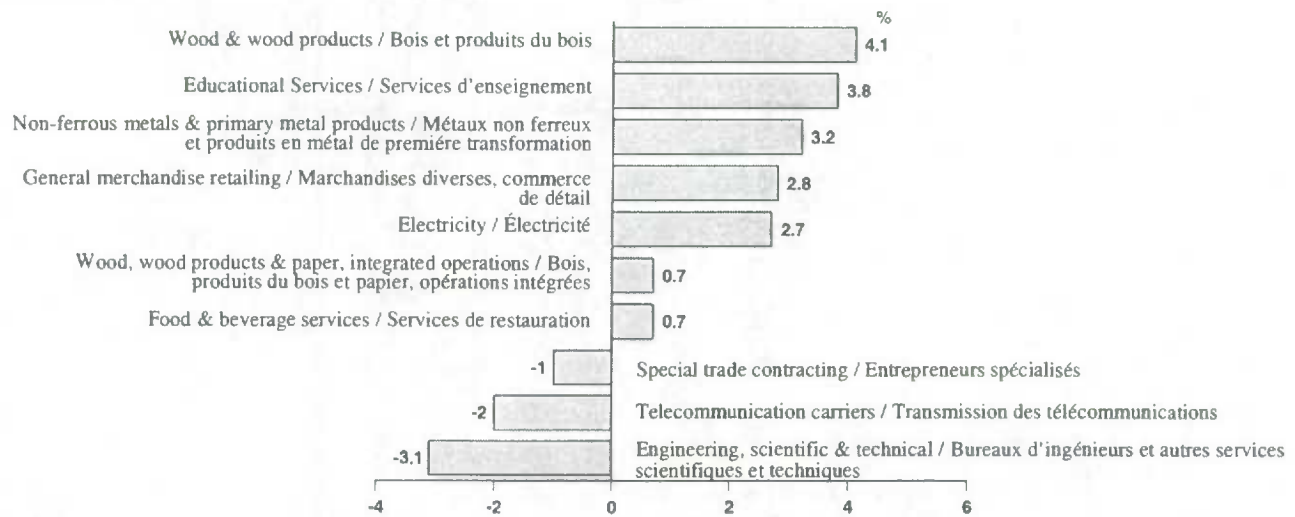 %
Wood & wood products / Bois et produits du bois
4.1
Educational Services / Services d'enseignement
3.8
Non-ferrous metals & primary metal products / Métaux non ferreux
et produits en métal de premiére transformation
3.2
General merchandise retailing / Marchandises diverses, commerce
de détail
2.8
Electricity / Électricité
2.7
Wood, wood products & paper, integrated operations / Bois,
produits du bois et papier, opérations intégrées
0.7
Food & beverage services / Services de restauration
0.7
-1
Special trade contracting / Entrepreneurs spécialisés
-2
Telecommunication carriers / Transmission des télécommunications
-3.1
Engineering, scientific & technical / Bureaux d'ingénieurs et autres services
scientifiques et techniques
-4 -2 0 2 4 6